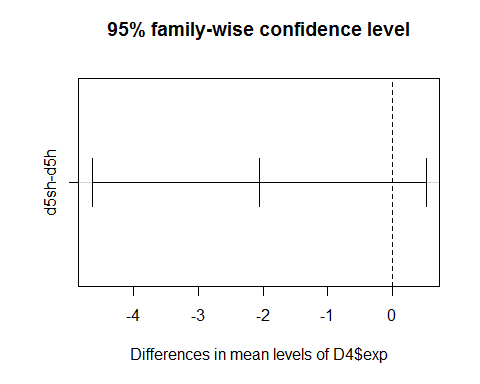 95% family-wise confidence level
d5sh-d5h
-4 -3 -2 -1 0
Differences in mean levels of D4$exp